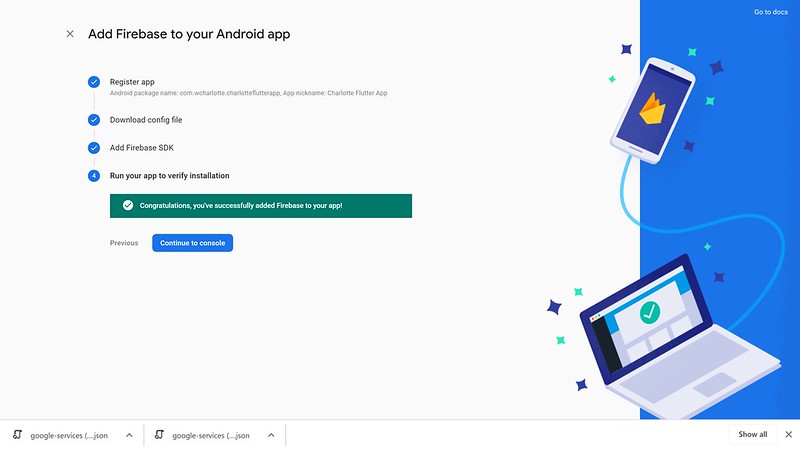 Go to docs
Add Firebase to your Android app
Register app
Android package name: com.wcharlotte.charlotteflutterapp, App nickname: Charlotte Flutter App
Download config file
Add Firebase SDK
4 Run your app to verify installation
Congratulations, you've successfully added Firebase to your app!
Previous Continue to console
google-services (....json google-services (....json Show all